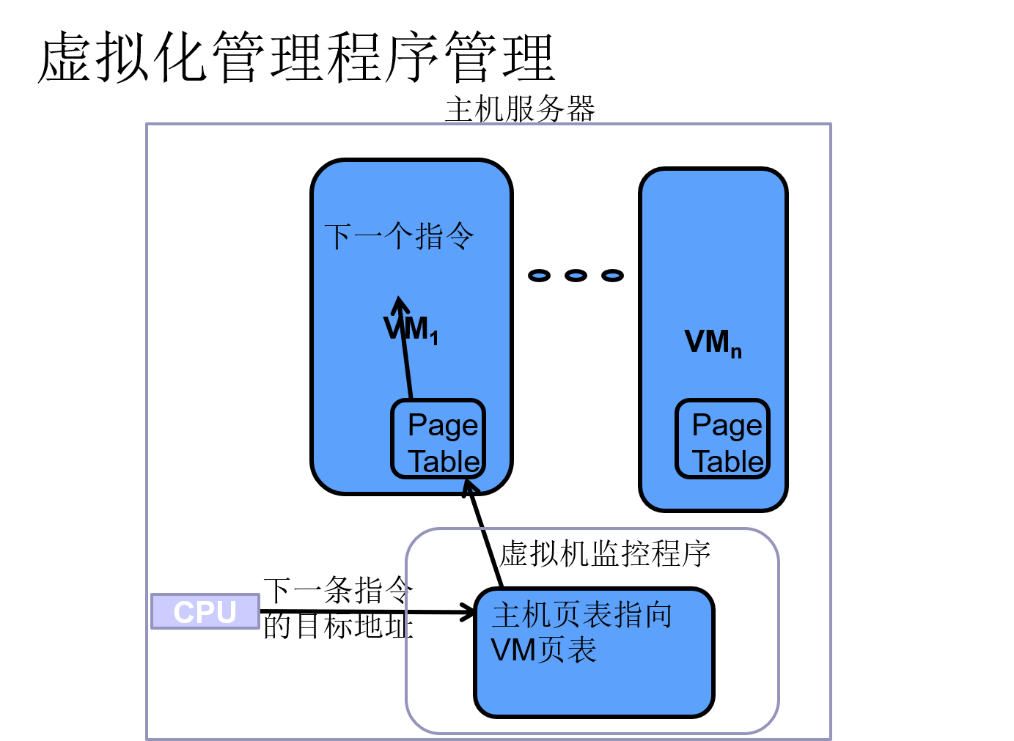 虚拟化管理程序管理
主机服务器
下一个指令
VM1
VMn
Page
Table
Page
Table
虚拟机监控程序
下一条指令
的目标地址
CPU
主机页表指向
VM页表